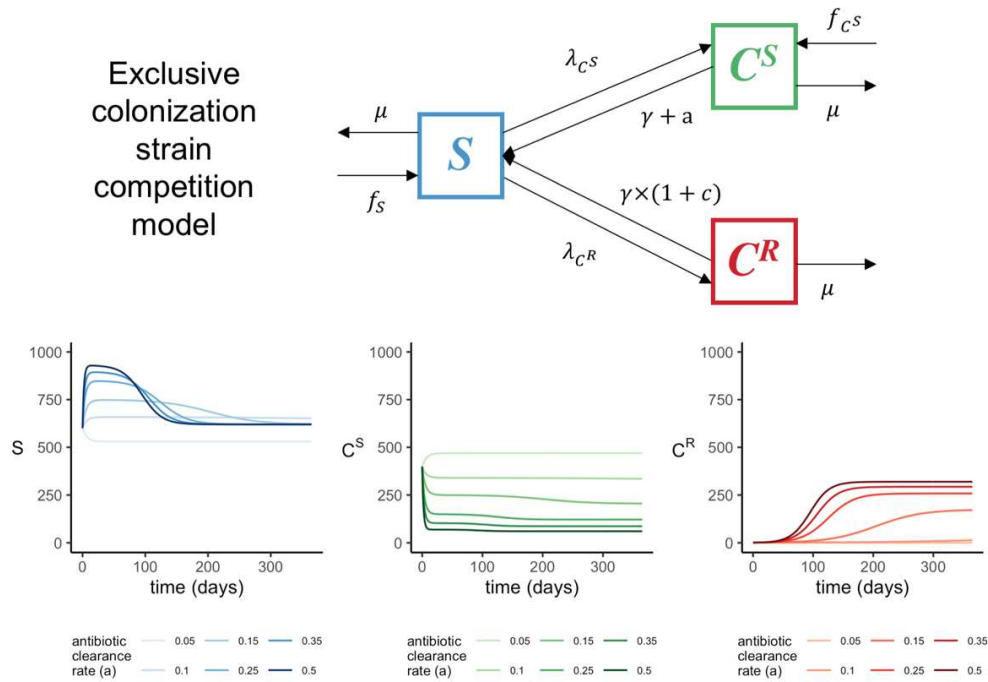 Exclusive
colonization
strain
competition
model
μ
f_S
S
λ_{C^S}
γ + a
C^S
f_{C^S}
μ
γ×(1 + c)
λ_{C^R}
C^R
μ
1000
750
500
250
0
S
0 100 200 300
time (days)
antibiotic
clearance
rate (a)
0.05 0.15 0.35
0.1 0.25 0.5
1000
750
500
250
0
C^S
0 100 200 300
time (days)
antibiotic
clearance
rate (a)
0.05 0.15 0.35
0.1 0.25 0.5
1000
750
500
250
0
C^R
0 100 200 300
time (days)
antibiotic
clearance
rate (a)
0.05 0.15 0.35
0.1 0.25 0.5